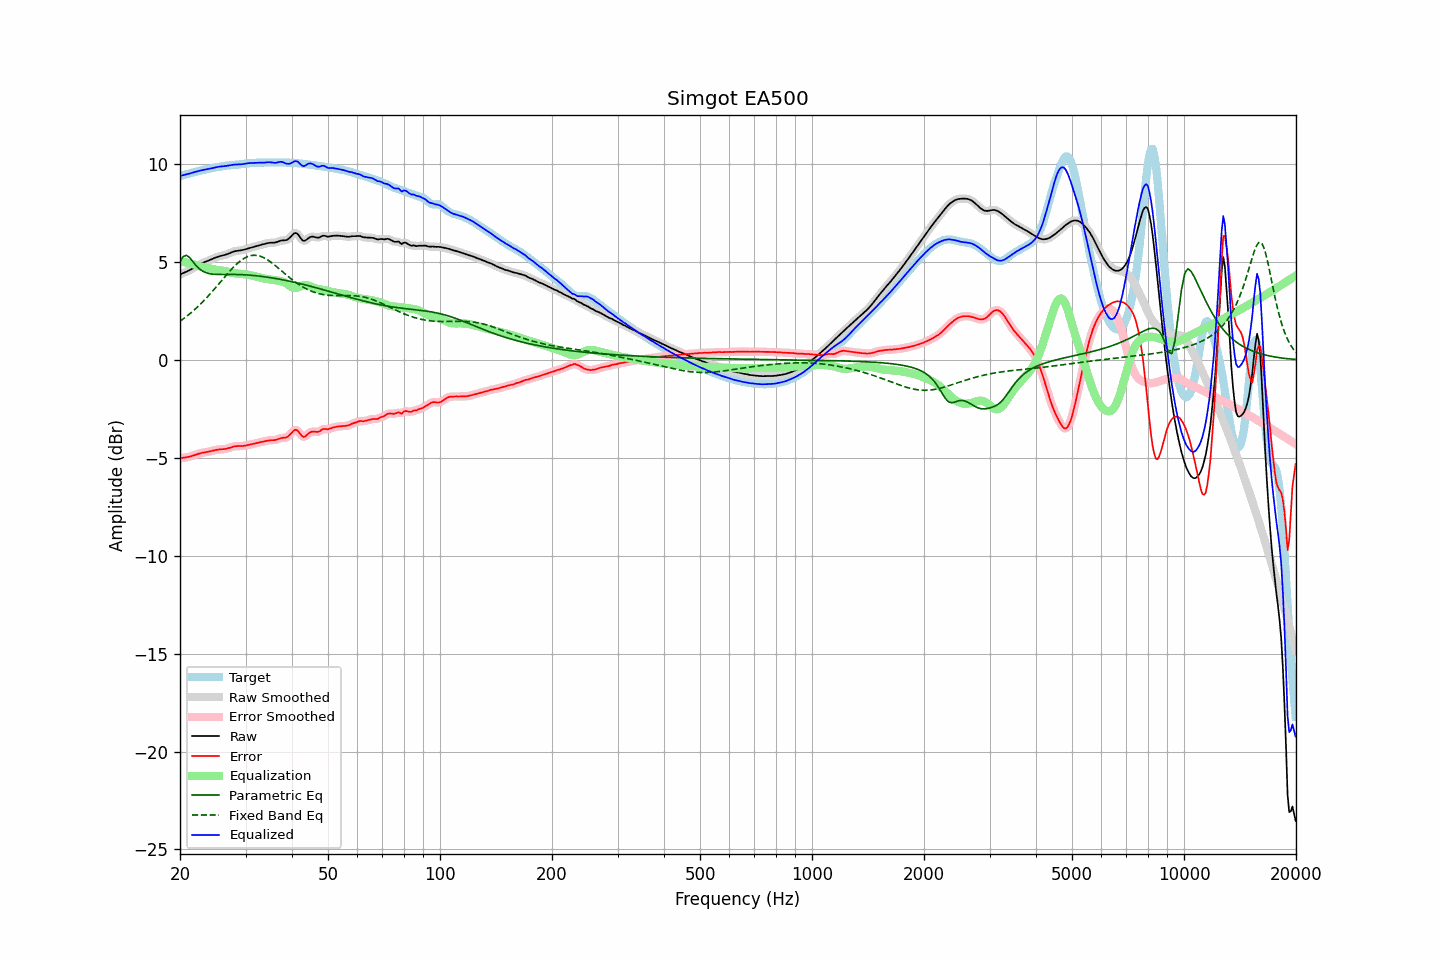 Simgot EA500
10
5
0
−5
−10
−15
−20
−25
Amplitude (dBr)
Target
Raw Smoothed
Error Smoothed
Raw
Error
Equalization
Parametric Eq
Fixed Band Eq
Equalized
20 50 100 200 500 1000 2000 5000 10000 20000
Frequency (Hz)